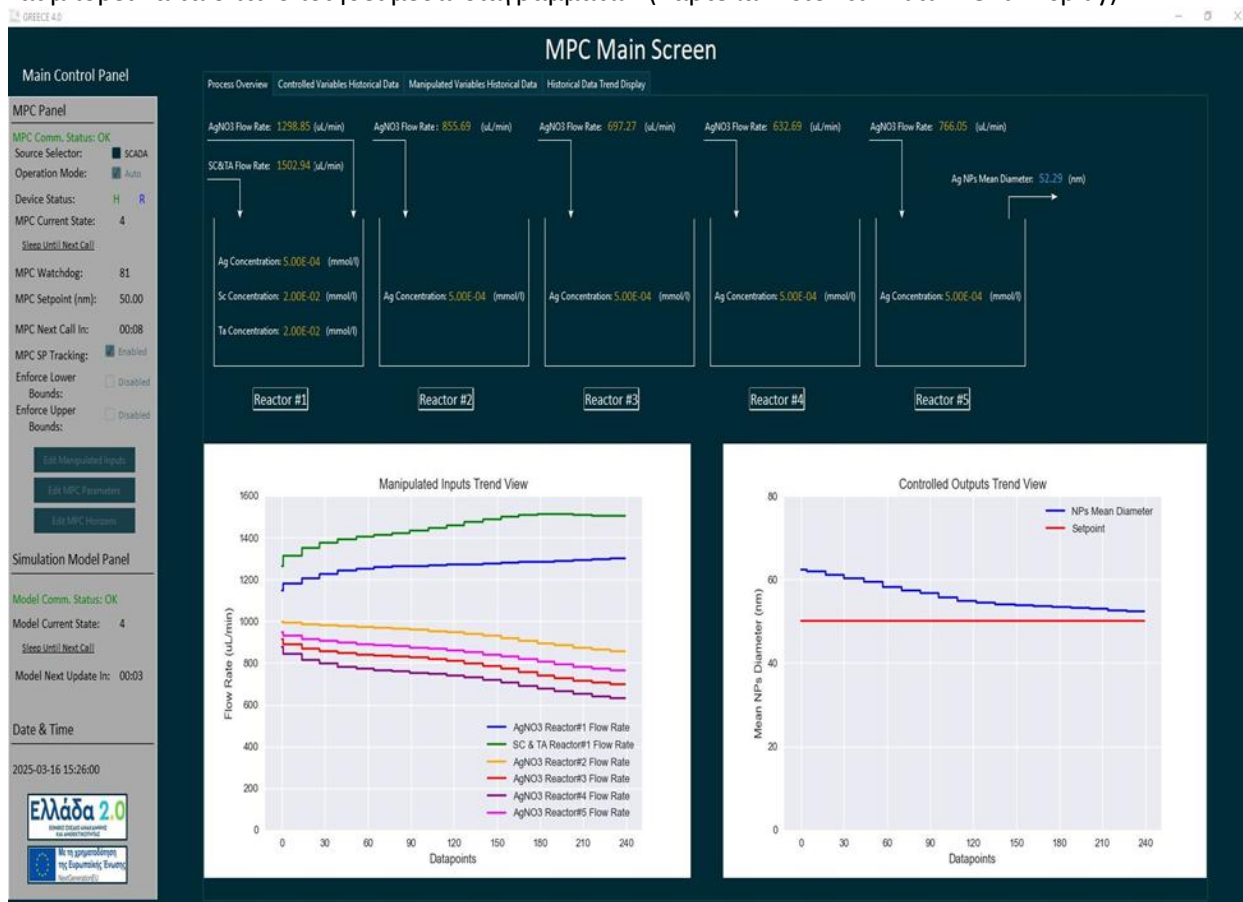 GREECE 4.0
MPC Main Screen
Main Control Panel
MPC Panel
MPC Comm. Status: OK
Source Selector: SCADA
Operation Mode: Auto
Device Status: H R
MPC Current State: 4
Sleep Until Next Call
MPC Watchdog: 81
MPC Setpoint (nm): 50.00
MPC Next Call In: 00:08
MPC SP Tracking: Enabled
Enforce Lower Bounds: Disabled
Enforce Upper Bounds: Disabled
Edit Manipulated Inputs
Edit MPC Parameters
Edit MPC Horizons
Simulation Model Panel
Model Comm. Status: OK
Model Current State: 4
Sleep Until Next Call
Model Next Update In: 00:03
Date & Time
2025-03-16 15:26:00
Ελλάδα 2.0
ΕΘΝΙΚΟ ΣΧΕΔΙΟ ΑΝΑΚΑΜΨΗΣ
ΚΑΙ ΑΝΘΕΚΤΙΚΟΤΗΤΑΣ
Με τη χρηματοδότηση
της Ευρωπαϊκής Ένωσης
NextGenerationEU
Process Overview Controlled Variables Historical Data Manipulated Variables Historical Data Historical Data Trend Display
AgNO3 Flow Rate: 1298.85 (uL/min) AgNO3 Flow Rate: 855.69 (uL/min) AgNO3 Flow Rate: 697.27 (uL/min) AgNO3 Flow Rate: 632.69 (uL/min) AgNO3 Flow Rate: 766.05 (uL/min)
SC&TA Flow Rate: 1502.94 (uL/min)
Ag NPs Mean Diameter: 52.29 (nm)
Ag Concentration: 5.00E-04 (mmol/l)
Sc Concentration: 2.00E-02 (mmol/l) Ag Concentration: 5.00E-04 (mmol/l) Ag Concentration: 5.00E-04 (mmol/l) Ag Concentration: 5.00E-04 (mmol/l) Ag Concentration: 5.00E-04 (mmol/l)
Ta Concentration: 2.00E-02 (mmol/l)
Reactor #1 Reactor #2 Reactor #3 Reactor #4 Reactor #5
Manipulated Inputs Trend View
Flow Rate (uL/min)
1600
1400
1200
1000
800
600
400
200
0
AgNO3 Reactor#1 Flow Rate
SC & TA Reactor#1 Flow Rate
AgNO3 Reactor#2 Flow Rate
AgNO3 Reactor#3 Flow Rate
AgNO3 Reactor#4 Flow Rate
AgNO3 Reactor#5 Flow Rate
0 30 60 90 120 150 180 210 240
Datapoints
Controlled Outputs Trend View
Mean NPs Diameter (nm)
80
60
40
20
0
NPs Mean Diameter
Setpoint
0 30 60 90 120 150 180 210 240
Datapoints